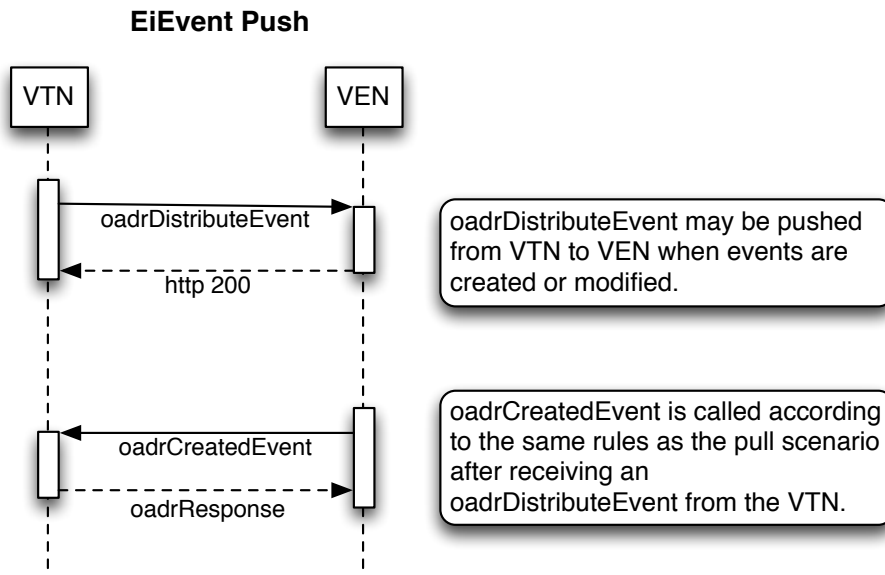 EiEvent Push
VTN
VEN
oadrDistributeEvent
http 200
oadrDistributeEvent may be pushed
from VTN to VEN when events are
created or modified.
oadrCreatedEvent
oadrResponse
oadrCreatedEvent is called according
to the same rules as the pull scenario
after receiving an
oadrDistributeEvent from the VTN.